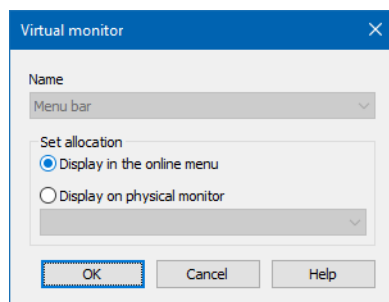 Virtual monitor
Name
Menu bar
Set allocation
Display in the online menu
Display on physical monitor
OK Cancel Help